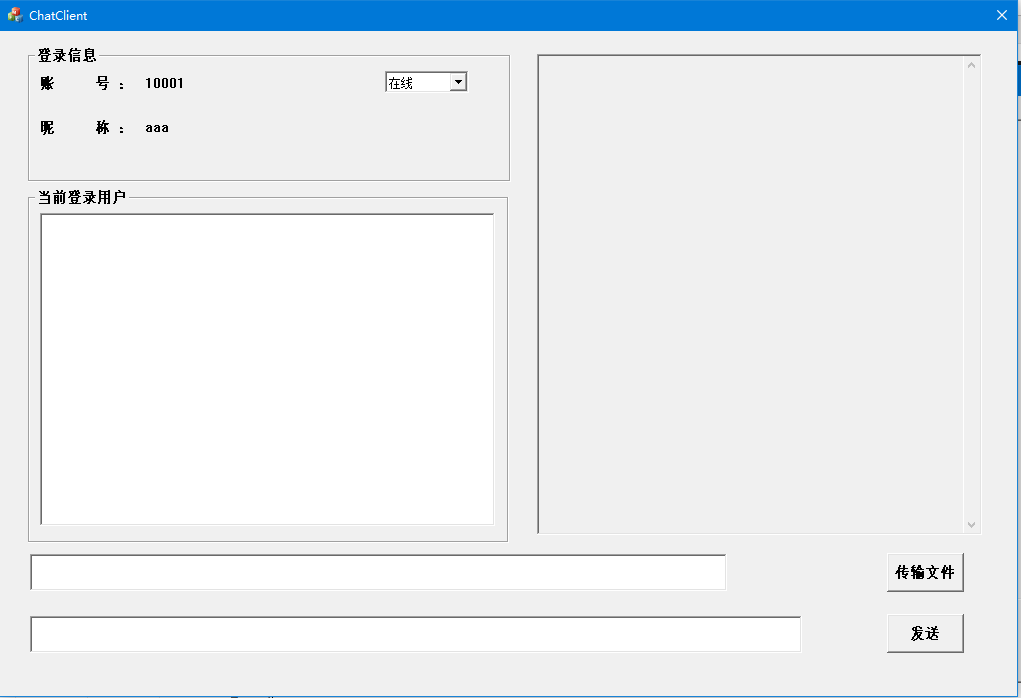 ChatClient
登录信息
账 号 : 10001
在线
昵 称 : aaa
当前登录用户
传输文件
发送